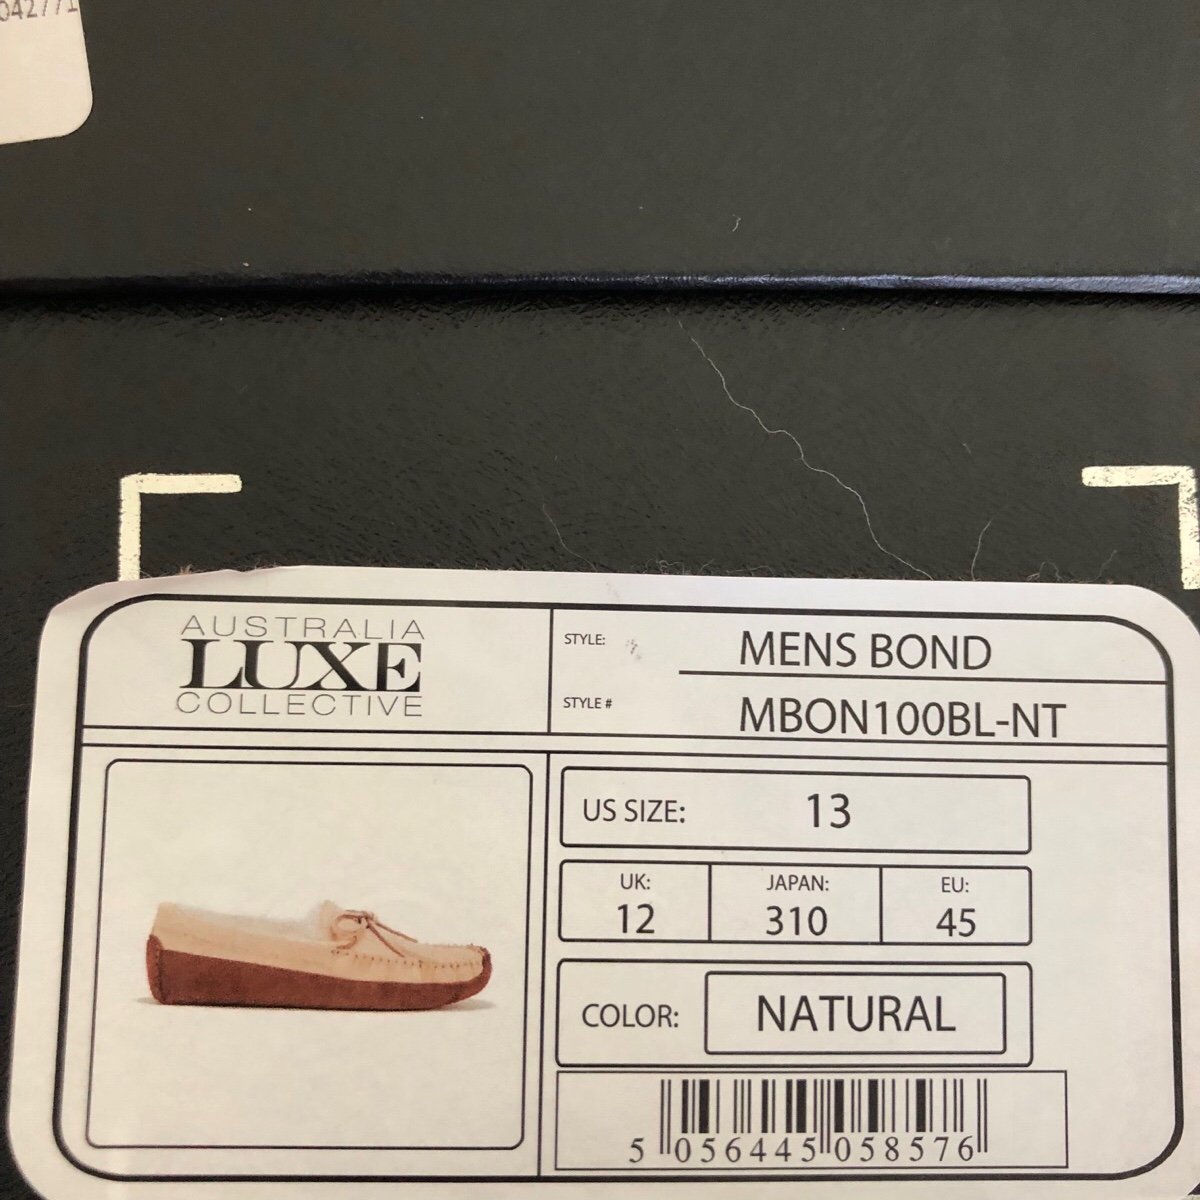 042771
AUSTRALIA
LUXE
COLLECTIVE
STYLE: MENS BOND
STYLE # MBON100BL-NT
US SIZE: 13
UK: JAPAN: EU:
12 310 45
COLOR: NATURAL
5 056445 058576